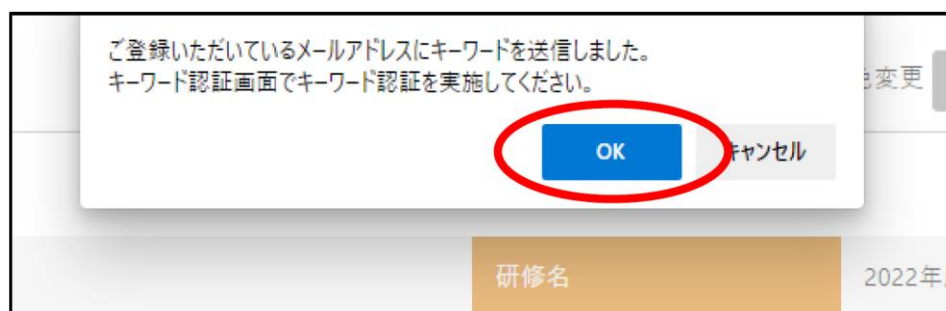 ご登録いただいているメールアドレスにキーワードを送信しました。
キーワード認証画面でキーワード認証を実施してください。
変更
OK
キャンセル
研修名
2022年